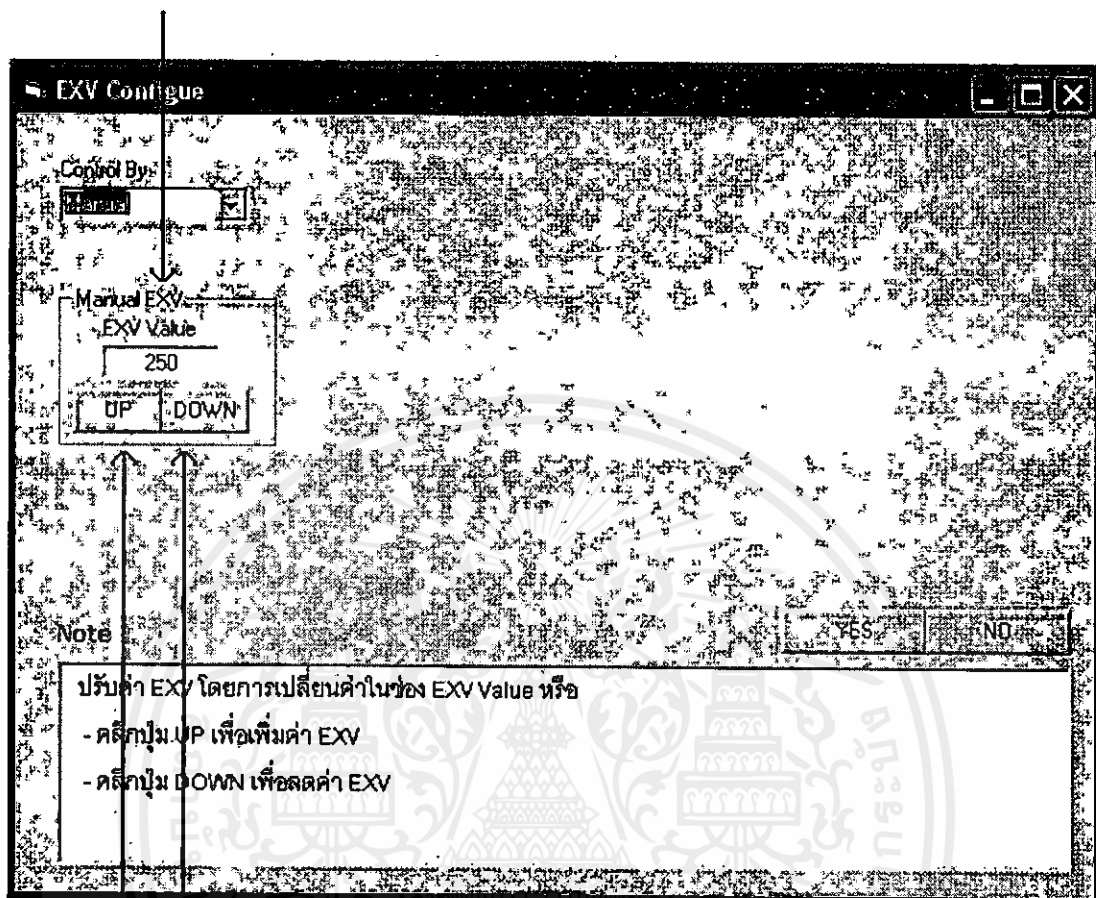 EXV Configue
Control By
Manual
Manual EXV
EXV Value
250
UP DOWN
YES NO
Note
ปรับค่า EXV โดยการเปลี่ยนค่าในช่อง EXV Value หรือ
- คลิกปุ่ม UP เพื่อเพิ่มค่า EXV
- คลิกปุ่ม DOWN เพื่อลดค่า EXV